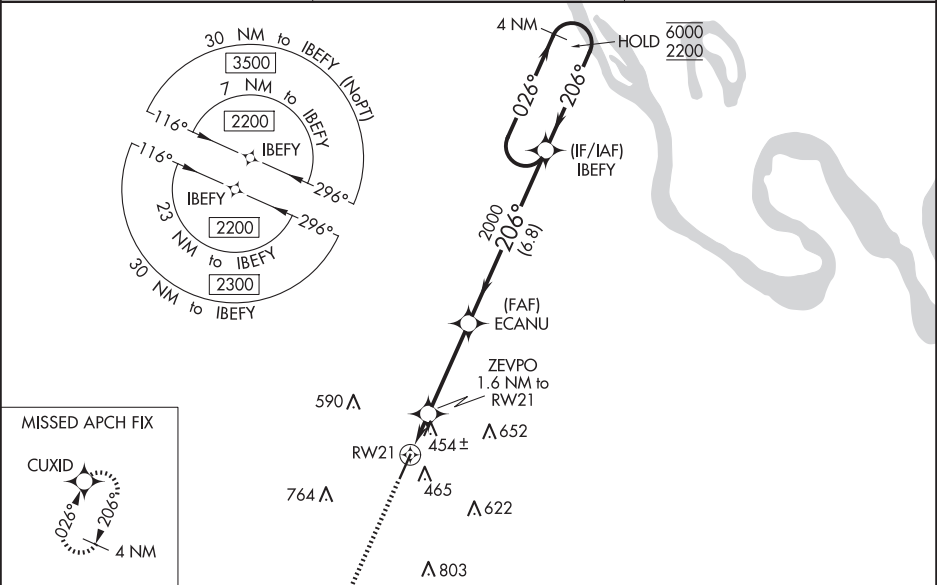 30 NM to IBEFY (NoPT)
3500
7 NM to IBEFY
2200
116°
IBEFY
296°
116°
IBEFY
296°
2200
23 NM to IBEFY
2300
30 NM to IBEFY
4 NM
HOLD
6000
2200
026°
206°
(IF/IAF)
IBEFY
2000
206°
(6.8)
(FAF)
ECANU
ZEVPO
1.6 NM to
RW21
590
454±
652
RW21
465
764
622
803
MISSED APCH FIX
CUXID
026°
206°
4 NM